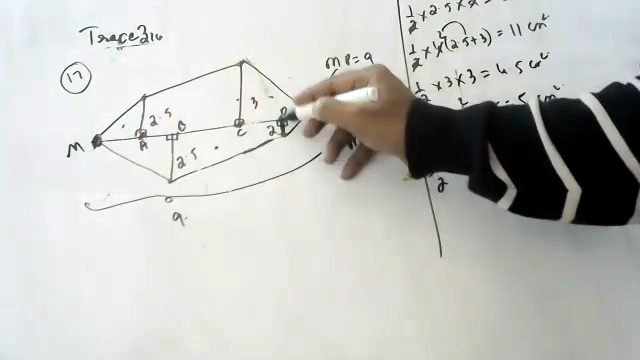 17
MP = 9
2.5
3
M
A
B
C
D
2
2.5
9
1/2 × 2.5 × 2 =
1/2 × 4 (2.5+3) = 11 cm²
1/2 × 3 × 3 = 4.5 cm²
2